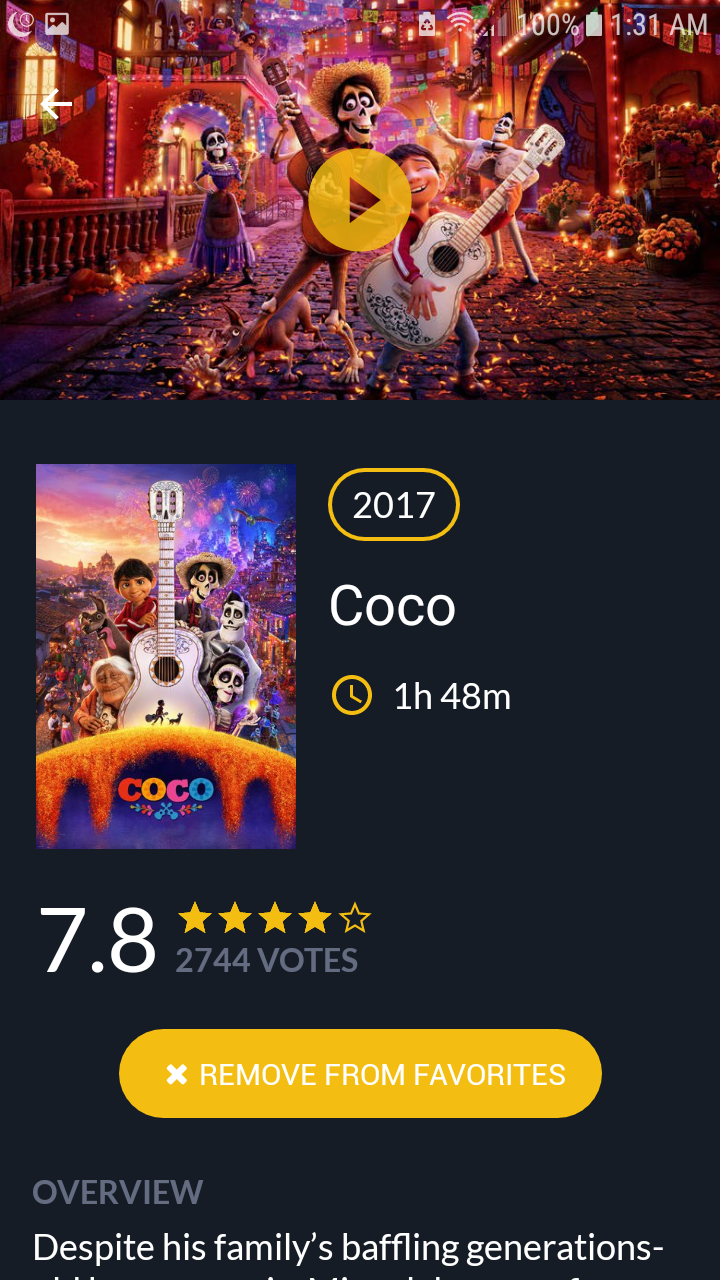 100% 1:31 AM
2017
Coco
1h 48m
COCO
7.8
2744 VOTES
REMOVE FROM FAVORITES
OVERVIEW
Despite his family’s baffling generations-